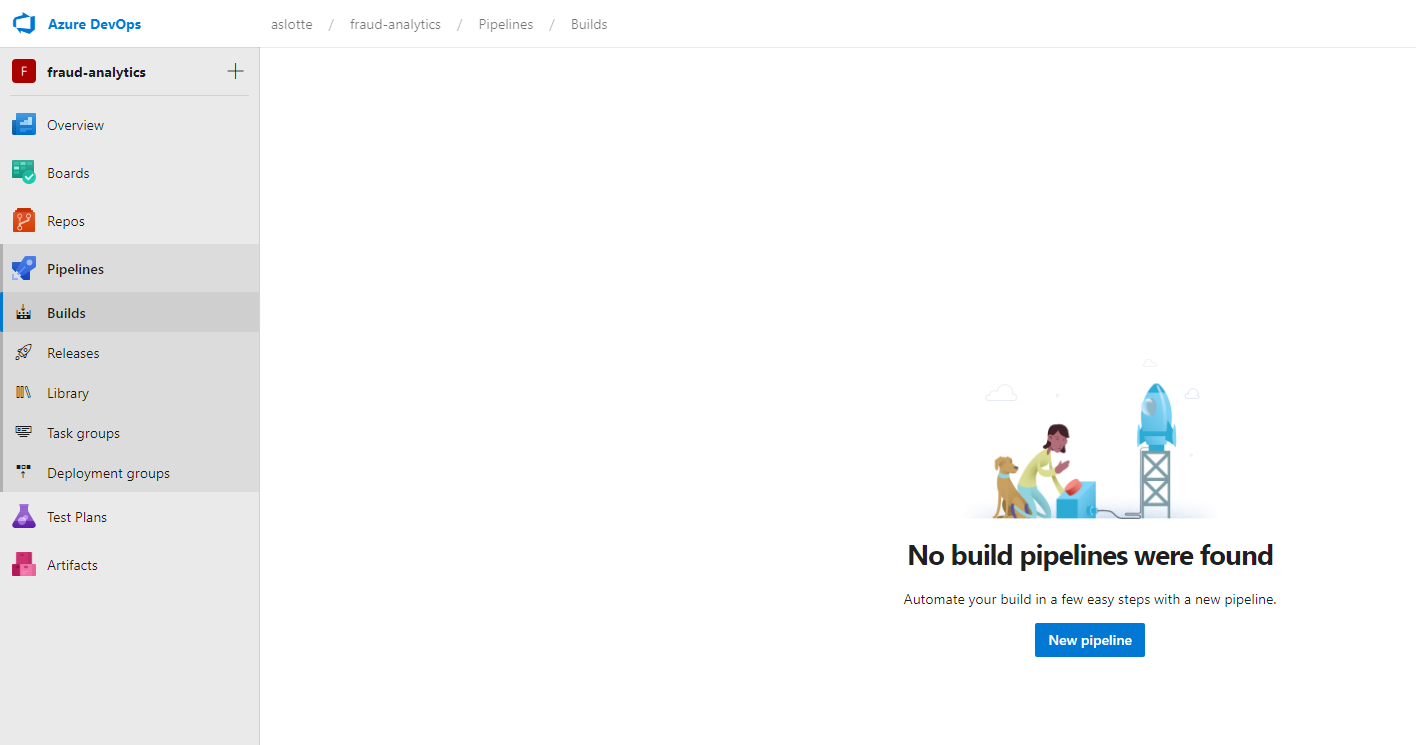 Azure DevOps
aslotte / fraud-analytics / Pipelines / Builds
F fraud-analytics
Overview
Boards
Repos
Pipelines
Builds
Releases
Library
Task groups
Deployment groups
Test Plans
Artifacts
No build pipelines were found
Automate your build in a few easy steps with a new pipeline.
New pipeline